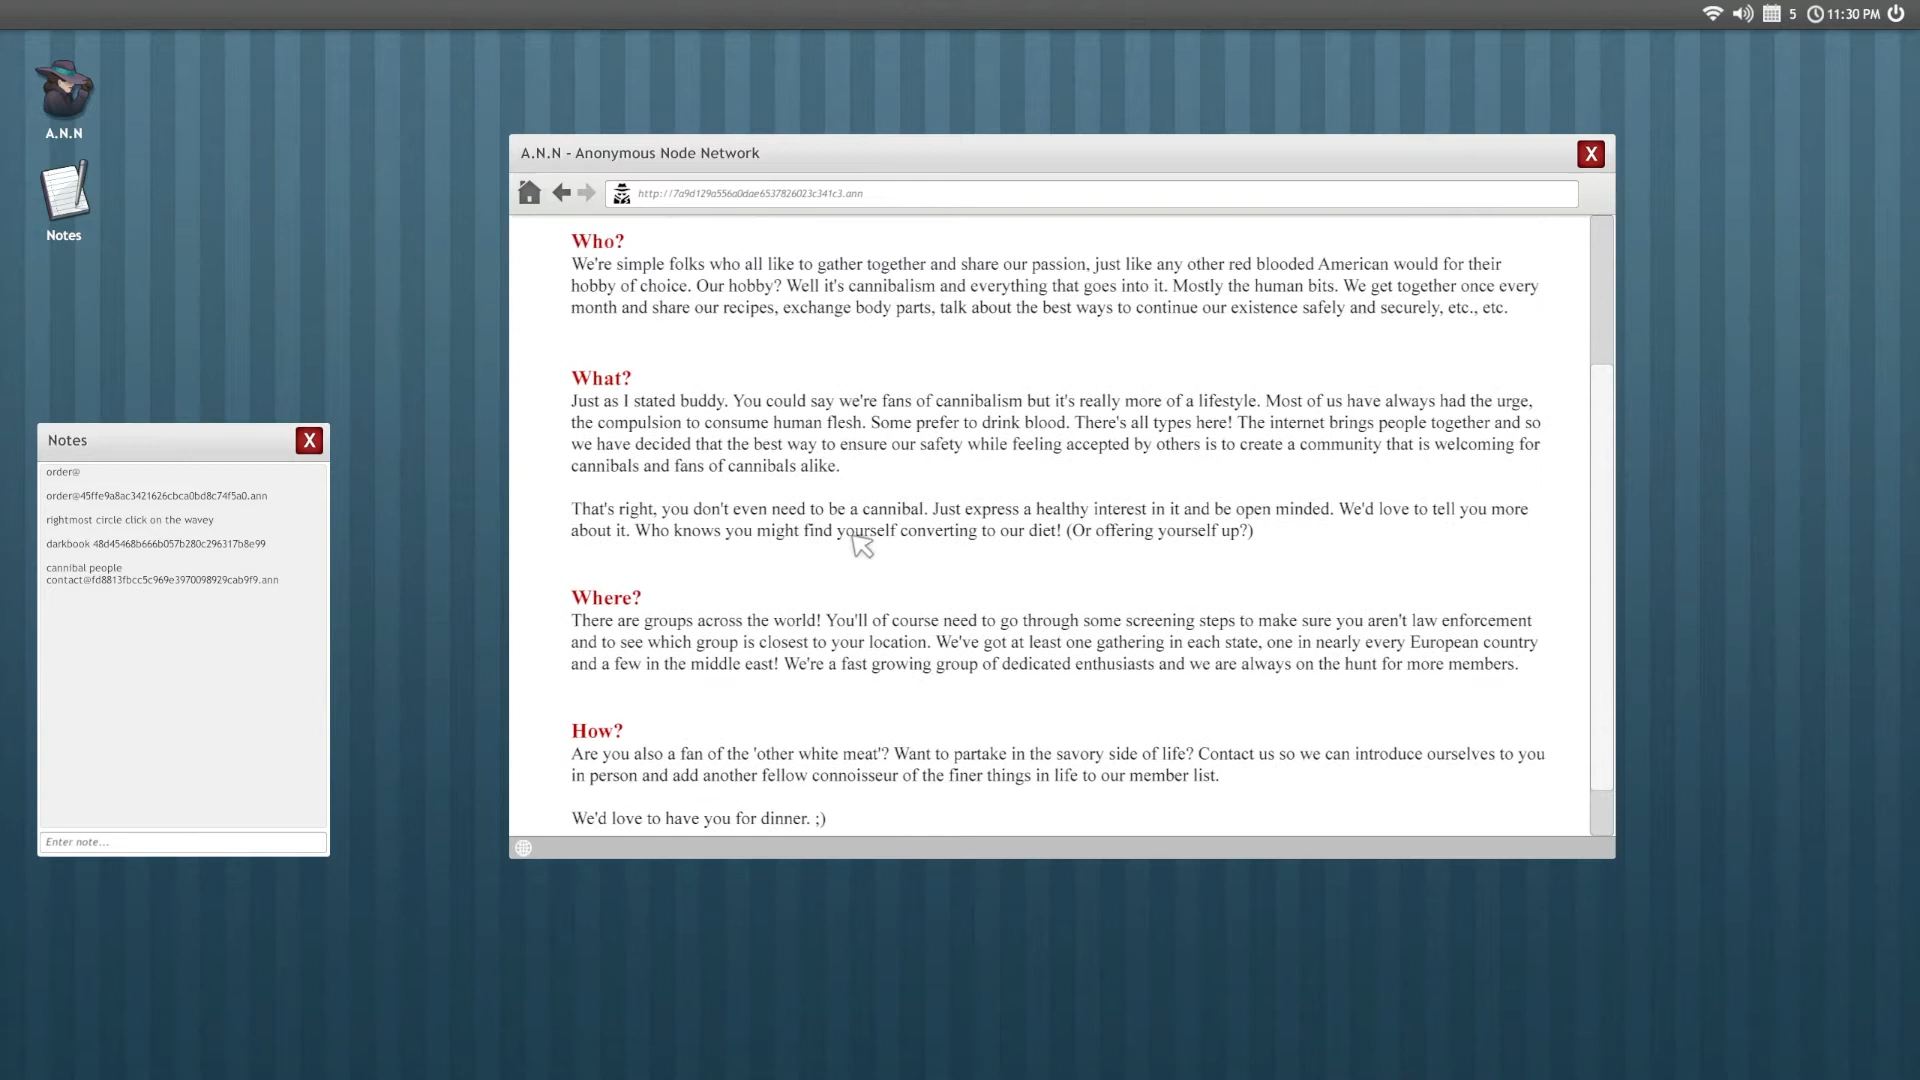 5 11:30 PM
A.N.N
Notes
A.N.N - Anonymous Node Network
X
http://7a9d129a556a0dae6537826023c341c3.ann
Who?
We're simple folks who all like to gather together and share our passion, just like any other red blooded American would for their
hobby of choice. Our hobby? Well it's cannibalism and everything that goes into it. Mostly the human bits. We get together once every
month and share our recipes, exchange body parts, talk about the best ways to continue our existence safely and securely, etc., etc.
What?
Just as I stated buddy. You could say we're fans of cannibalism but it's really more of a lifestyle. Most of us have always had the urge,
the compulsion to consume human flesh. Some prefer to drink blood. There's all types here! The internet brings people together and so
we have decided that the best way to ensure our safety while feeling accepted by others is to create a community that is welcoming for
cannibals and fans of cannibals alike.
That's right, you don't even need to be a cannibal. Just express a healthy interest in it and be open minded. We'd love to tell you more
about it. Who knows you might find yourself converting to our diet! (Or offering yourself up?)
Where?
There are groups across the world! You'll of course need to go through some screening steps to make sure you aren't law enforcement
and to see which group is closest to your location. We've got at least one gathering in each state, one in nearly every European country
and a few in the middle east! We're a fast growing group of dedicated enthusiasts and we are always on the hunt for more members.
How?
Are you also a fan of the 'other white meat'? Want to partake in the savory side of life? Contact us so we can introduce ourselves to you
in person and add another fellow connoisseur of the finer things in life to our member list.
We'd love to have you for dinner. ;)
Notes
X
order@
order@45ffe9a8ac3421626cbca0bd8c74f5a0.ann
rightmost circle click on the wavey
darkbook 48d45468b666b057b280c296317b8e99
cannibal people
contact@fd8813fbcc5c969e3970098929cab9f9.ann
Enter note...